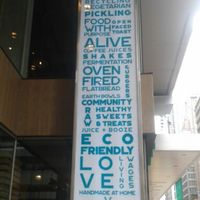 RECYCLING
VEGETARIAN
PICKLING
FOOD OPEN
WITH FACED
PURPOSE TOAST
ALIVE
COFFEE JUICES
SHAKES
FERMENTATION
OVEN
FIRED
BURGERS
FLATBREAD
EARTH BOWLS
COMMUNITY
RAW HEALTHY
SWEETS
& TREATS
JUICE + BOOZE
ECO
FRIENDLY
LOVE
LIVING
WAGES
HANDMADE AT HOME